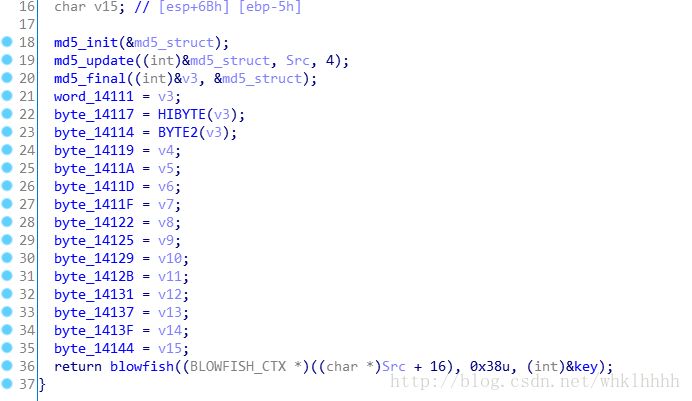 16 char v15; // [esp+6Bh] [ebp-5h]
17
18 md5_init(&md5_struct);
19 md5_update((int)&md5_struct, Src, 4);
20 md5_final((int)&v3, &md5_struct);
21 word_14111 = v3;
22 byte_14117 = HIBYTE(v3);
23 byte_14114 = BYTE2(v3);
24 byte_14119 = v4;
25 byte_1411A = v5;
26 byte_1411D = v6;
27 byte_1411F = v7;
28 byte_14122 = v8;
29 byte_14125 = v9;
30 byte_14129 = v10;
31 byte_1412B = v11;
32 byte_14131 = v12;
33 byte_14137 = v13;
34 byte_1413F = v14;
35 byte_14144 = v15;
36 return blowfish((BLOWFISH_CTX *)((char *)Src + 16), 0x38u, (int)&key);
37 }
http://blog.csdn.net/whklhhhh